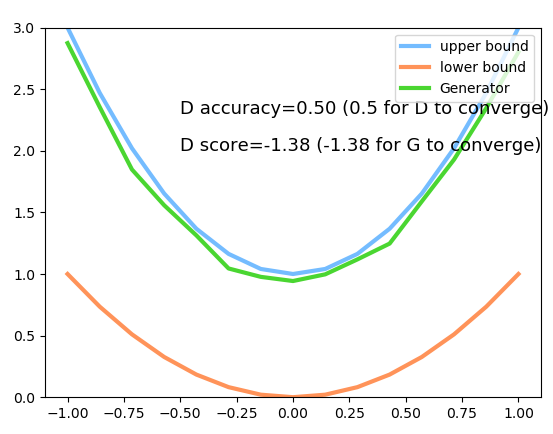 3.0
upper bound
lower bound
Generator
2.5
D accuracy=0.50 (0.5 for D to converge)
2.0
D score=-1.38 (-1.38 for G to converge)
1.5
1.0
0.5
0.0
−1.00 −0.75 −0.50 −0.25 0.00 0.25 0.50 0.75 1.00